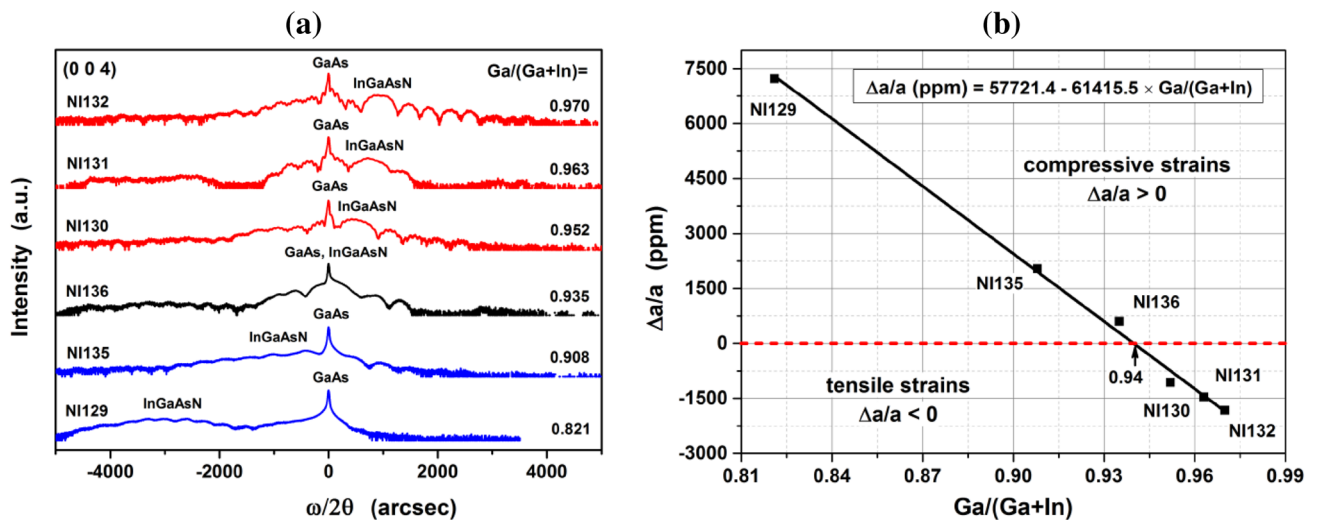 (a)
(0 0 4)
GaAs
Ga/(Ga+In)=
NI132
InGaAsN
0.970
GaAs
NI131
InGaAsN
0.963
GaAs
NI130
InGaAsN
0.952
GaAs, InGaAsN
NI136
0.935
GaAs
NI135
InGaAsN
0.908
GaAs
NI129
InGaAsN
0.821
-4000 -2000 0 2000 4000
ω/2θ (arcsec)
Intensity (a.u.)
(b)
7500
6000
4500
3000
1500
0
-1500
-3000
Δa/a (ppm)
Δa/a (ppm) = 57721.4 - 61415.5 × Ga/(Ga+In)
NI129
compressive strains
Δa/a > 0
NI135
NI136
0.94
tensile strains
Δa/a < 0
NI131
NI130
NI132
0.81 0.84 0.87 0.90 0.93 0.96 0.99
Ga/(Ga+In)